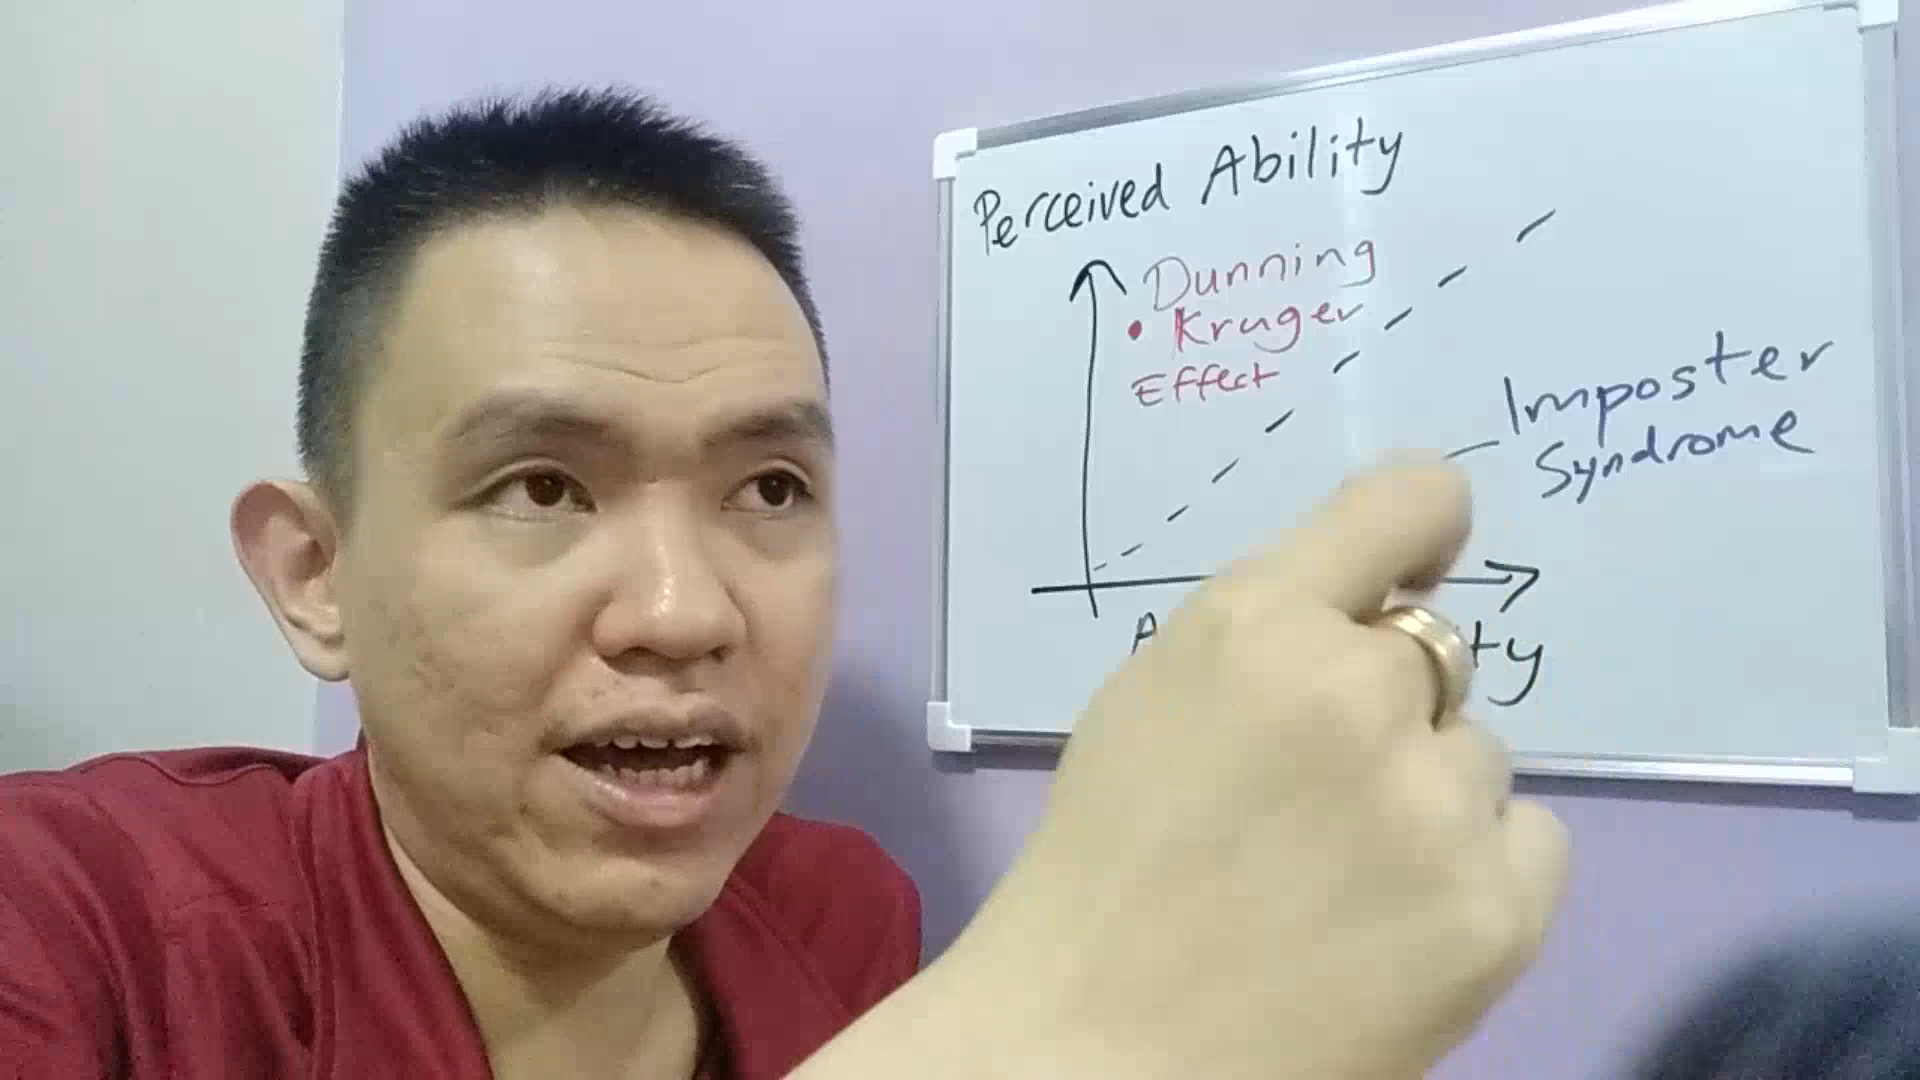 Perceived Ability
Dunning
• Kruger
Effect
Imposter
Syndrome